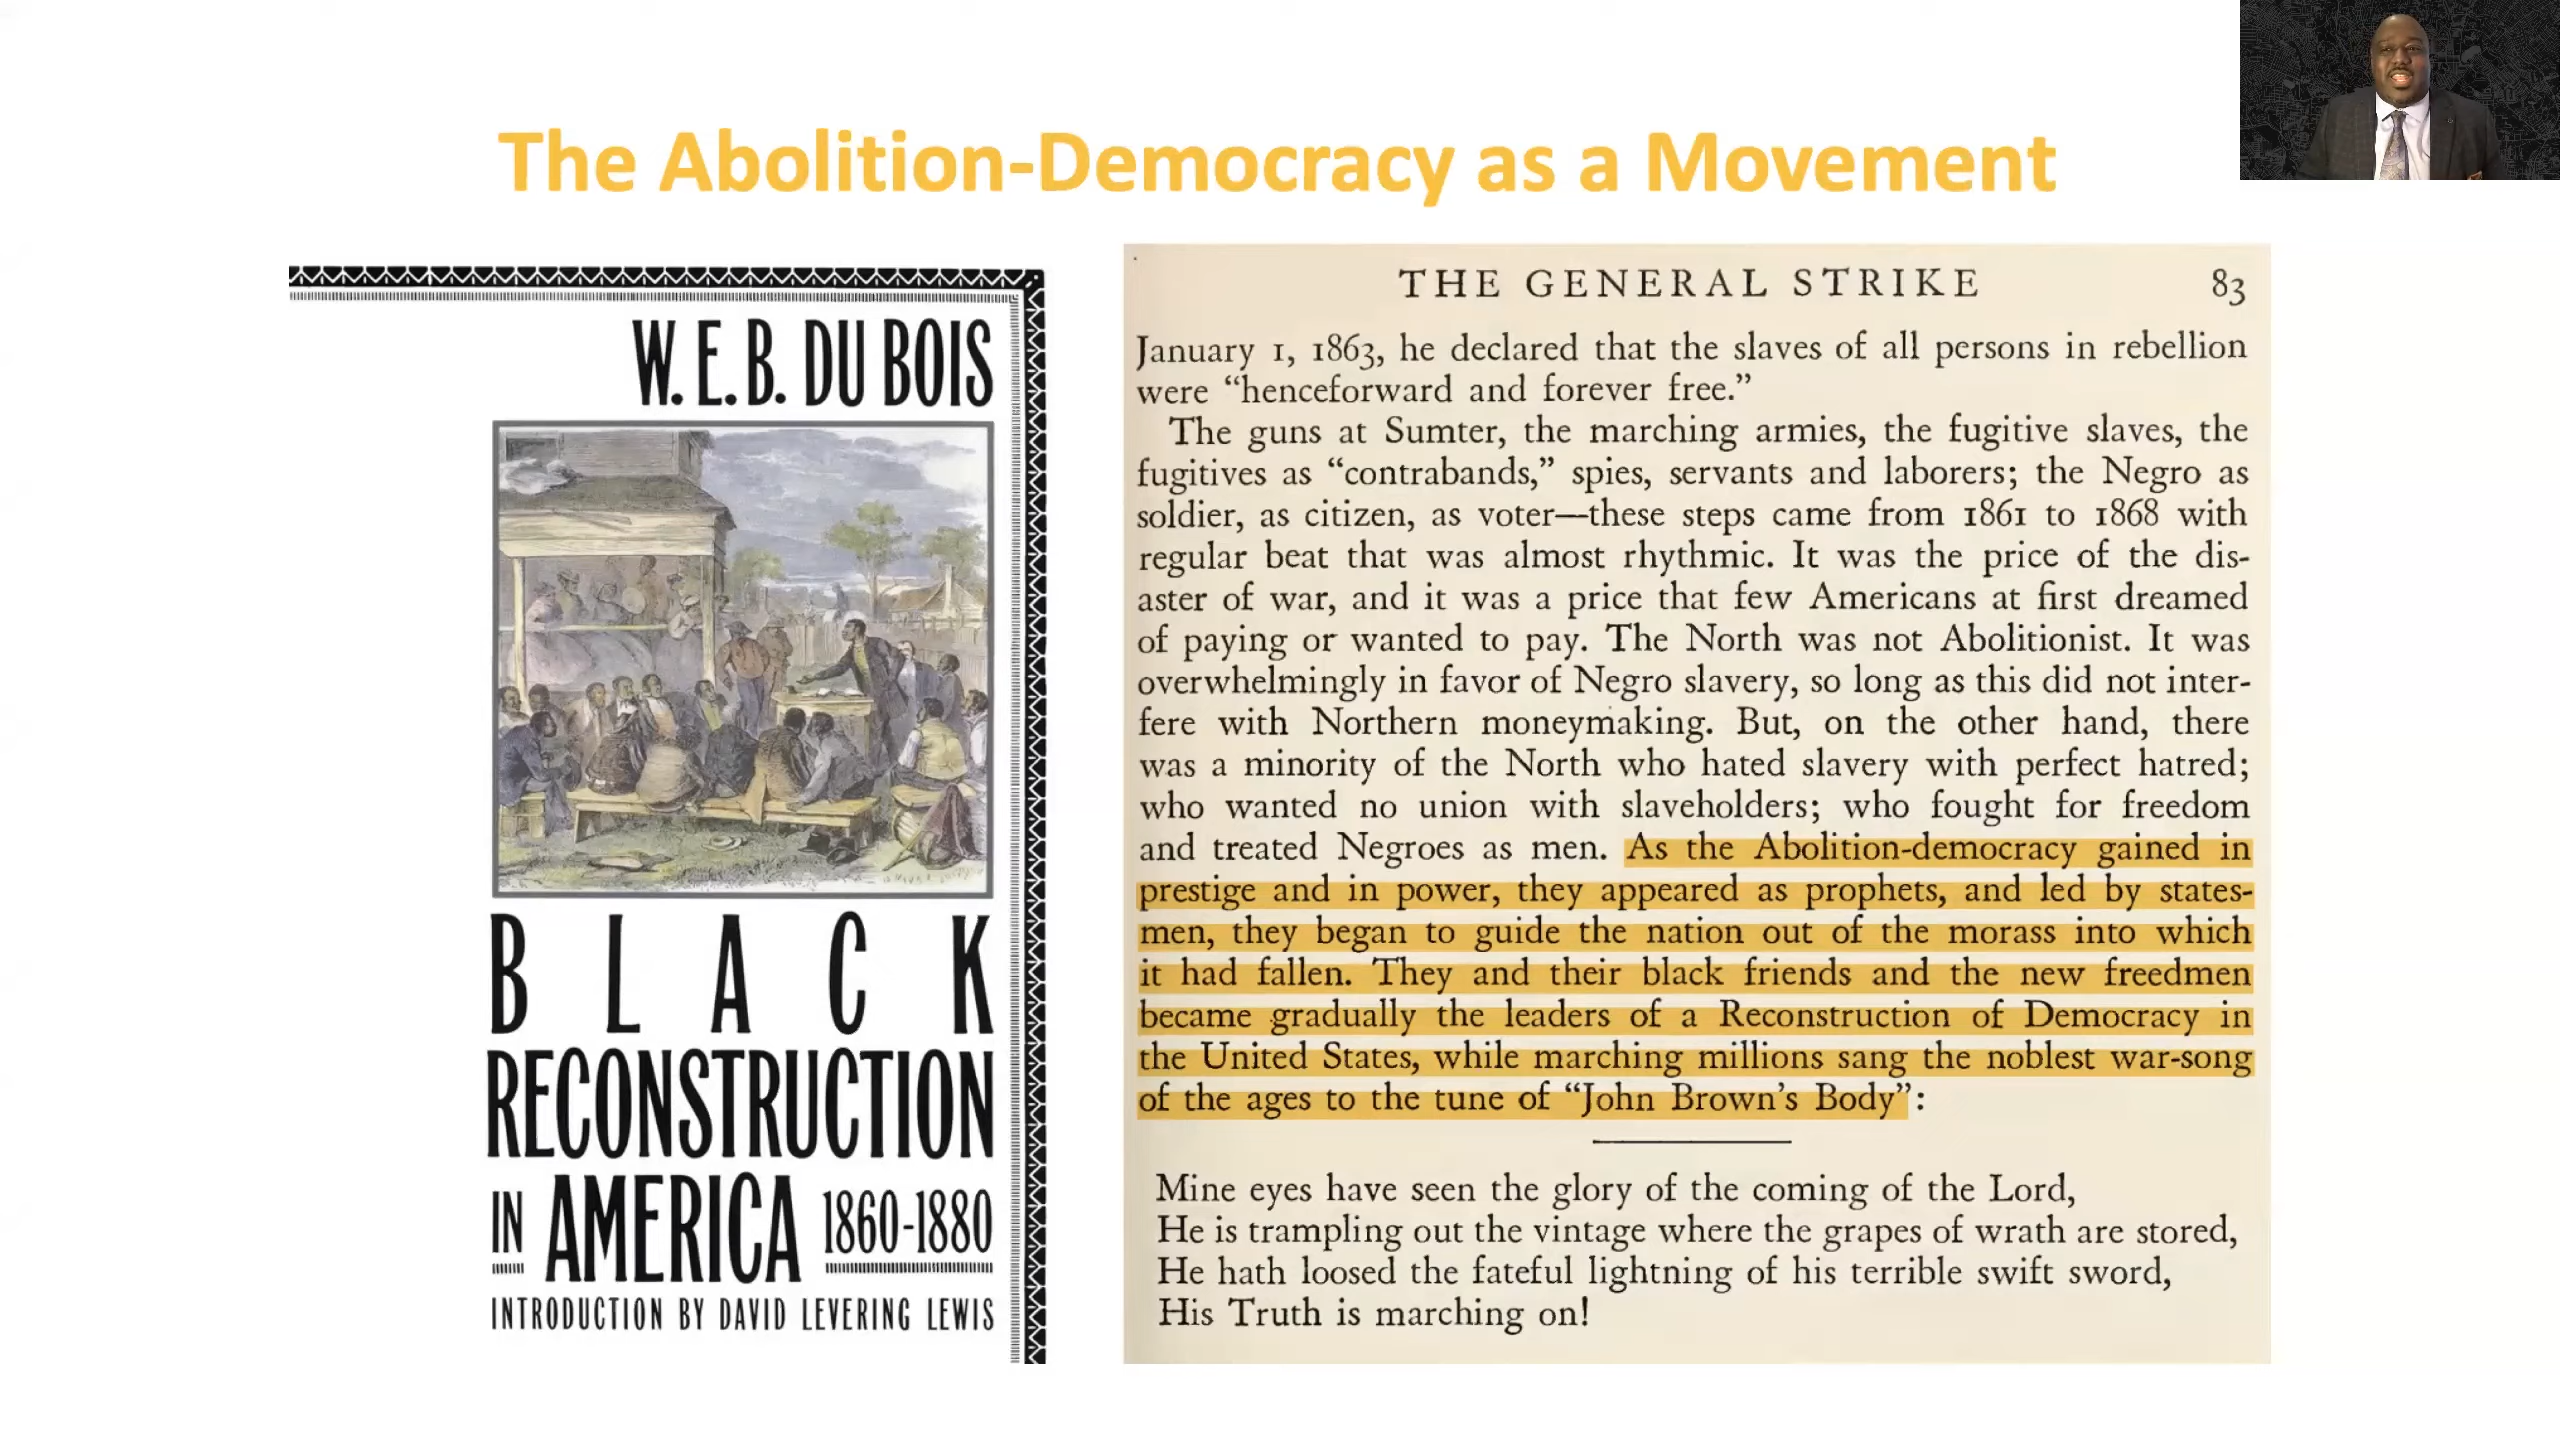 The Abolition-Democracy as a Movement
W. E. B. DU BOIS
BLACK
RECONSTRUCTION
IN AMERICA 1860-1880
INTRODUCTION BY DAVID LEVERING LEWIS
THE GENERAL STRIKE 83
January 1, 1863, he declared that the slaves of all persons in rebellion
were “henceforward and forever free.”
The guns at Sumter, the marching armies, the fugitive slaves, the
fugitives as “contrabands,” spies, servants and laborers; the Negro as
soldier, as citizen, as voter—these steps came from 1861 to 1868 with
regular beat that was almost rhythmic. It was the price of the dis-
aster of war, and it was a price that few Americans at first dreamed
of paying or wanted to pay. The North was not Abolitionist. It was
overwhelmingly in favor of Negro slavery, so long as this did not inter-
fere with Northern moneymaking. But, on the other hand, there
was a minority of the North who hated slavery with perfect hatred;
who wanted no union with slaveholders; who fought for freedom
and treated Negroes as men. As the Abolition-democracy gained in
prestige and in power, they appeared as prophets, and led by states-
men, they began to guide the nation out of the morass into which
it had fallen. They and their black friends and the new freedmen
became gradually the leaders of a Reconstruction of Democracy in
the United States, while marching millions sang the noblest war-song
of the ages to the tune of “John Brown’s Body”:
Mine eyes have seen the glory of the coming of the Lord,
He is trampling out the vintage where the grapes of wrath are stored,
He hath loosed the fateful lightning of his terrible swift sword,
His Truth is marching on!